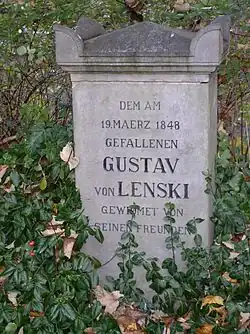 DEM AM
19. MAERZ 1848
GEFALLENEN
GUSTAV
VON LENSKI
GEWIDMET VON
SEINEN FREUNDEN